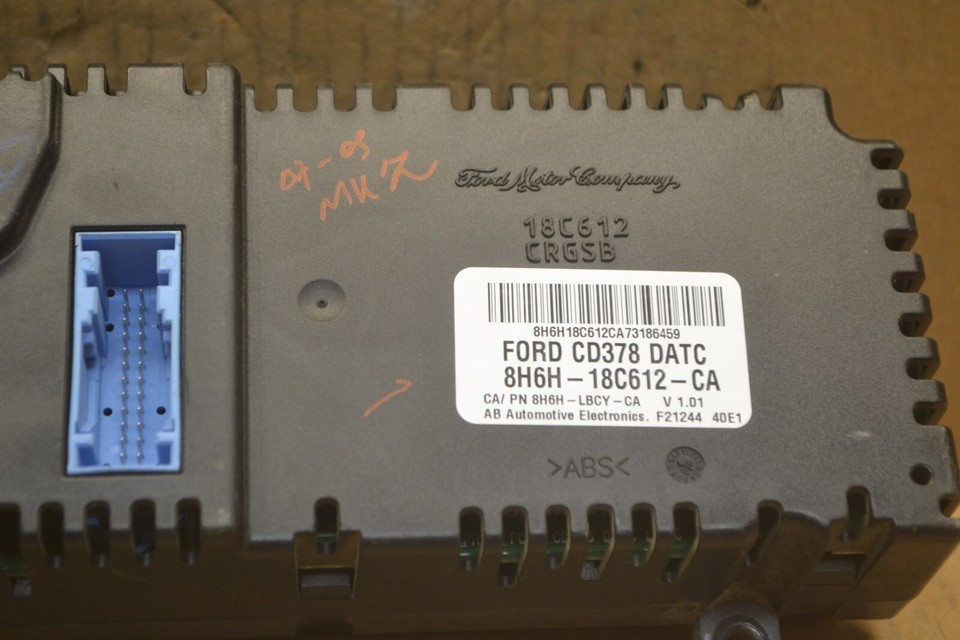 07-08
MKZ
Ford Motor Company,
18C612
CRGSB
8H6H18C612CA73186459
FORD CD378 DATC
8H6H-18C612-CA
CA/ PN 8H6H-LBCY-CA V 1.01
AB Automotive Electronics. F21244 40E1
>ABS<